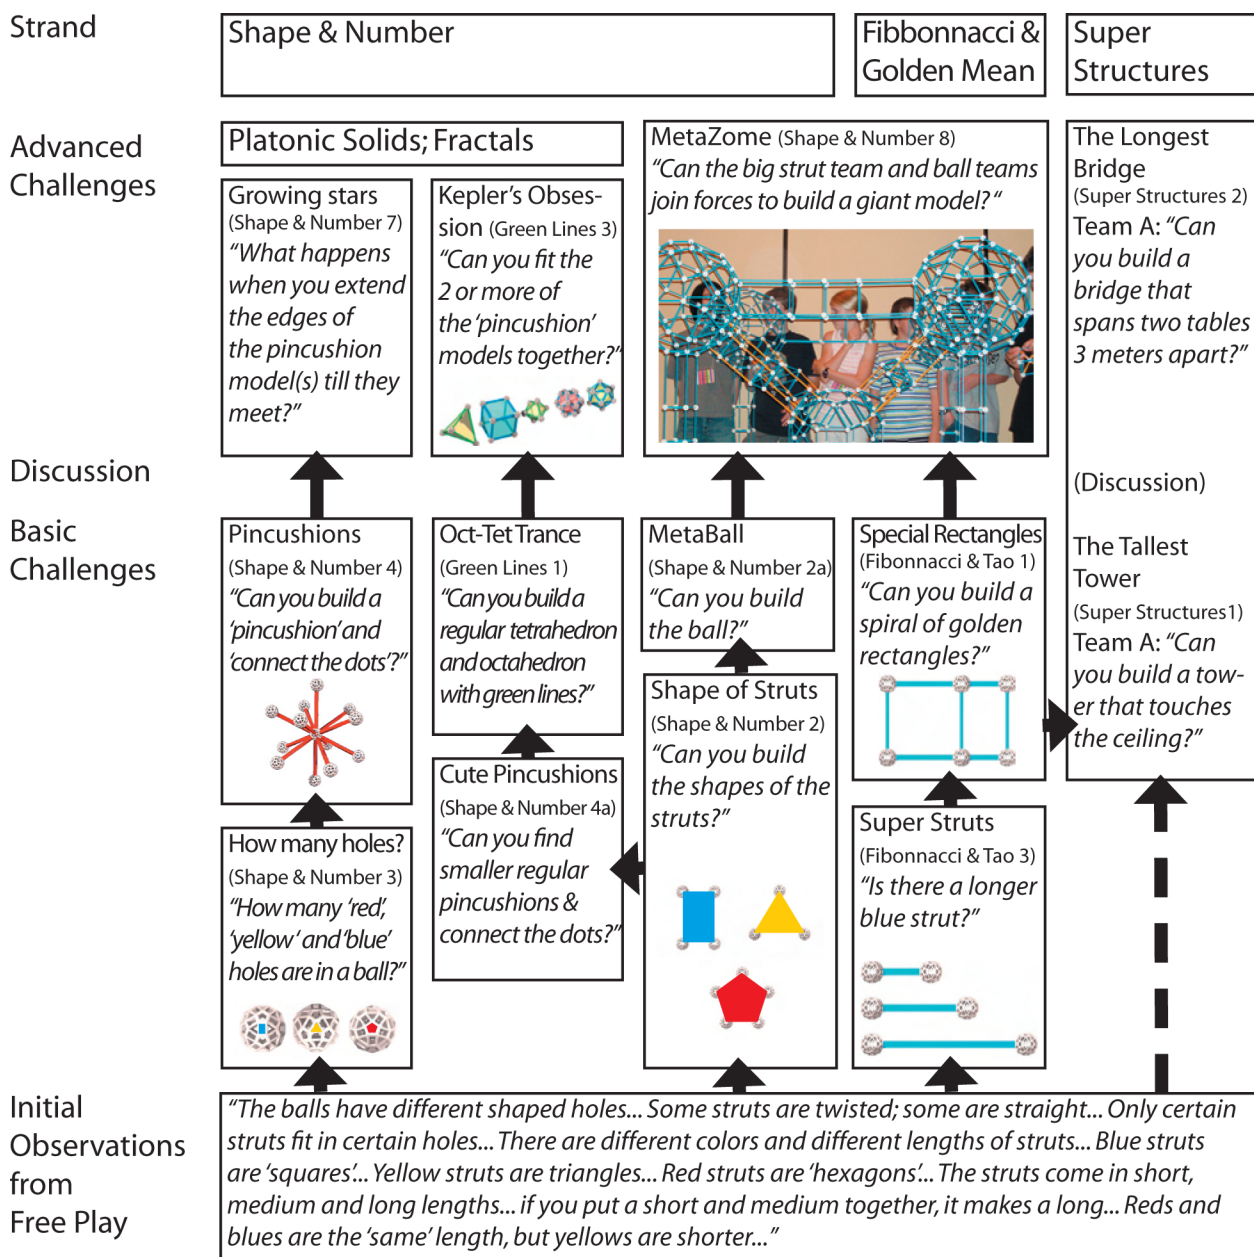 Strand
Shape & Number
Fibbonnacci &
Golden Mean
Super
Structures
Advanced
Challenges
Platonic Solids; Fractals
Growing stars
(Shape & Number 7)
“What happens
when you extend
the edges of
the pincushion
model(s) till they
meet?”
Kepler’s Obses-
sion (Green Lines 3)
“Can you fit the
2 or more of
the ‘pincushion’
models together?”
MetaZome (Shape & Number 8)
“Can the big strut team and ball teams
join forces to build a giant model?“
The Longest
Bridge
(Super Structures 2)
Team A: “Can
you build a
bridge that
spans two tables
3 meters apart?”
Discussion
(Discussion)
Basic
Challenges
Pincushions
(Shape & Number 4)
“Can you build a
‘pincushion’ and
‘connect the dots’?”
Oct-Tet Trance
(Green Lines 1)
“Can you build a
regular tetrahedron
and octahedron
with green lines?”
MetaBall
(Shape & Number 2a)
“Can you build
the ball?”
Special Rectangles
(Fibonnacci & Tao 1)
“Can you build a
spiral of golden
rectangles?”
The Tallest
Tower
(Super Structures1)
Team A: “Can
you build a tow-
er that touches
the ceiling?”
How many holes?
(Shape & Number 3)
“How many ‘red’,
‘yellow’ and ‘blue’
holes are in a ball?”
Cute Pincushions
(Shape & Number 4a)
“Can you find
smaller regular
pincushions &
connect the dots?”
Shape of Struts
(Shape & Number 2)
“Can you build
the shapes of the
struts?”
Super Struts
(Fibonnacci & Tao 3)
“Is there a longer
blue strut?”
Initial
Observations
from
Free Play
“The balls have different shaped holes... Some struts are twisted; some are straight... Only certain
struts fit in certain holes... There are different colors and different lengths of struts... Blue struts
are ‘squares’... Yellow struts are triangles... Red struts are ‘hexagons’... The struts come in short,
medium and long lengths... if you put a short and medium together, it makes a long... Reds and
blues are the ‘same’ length, but yellows are shorter...”